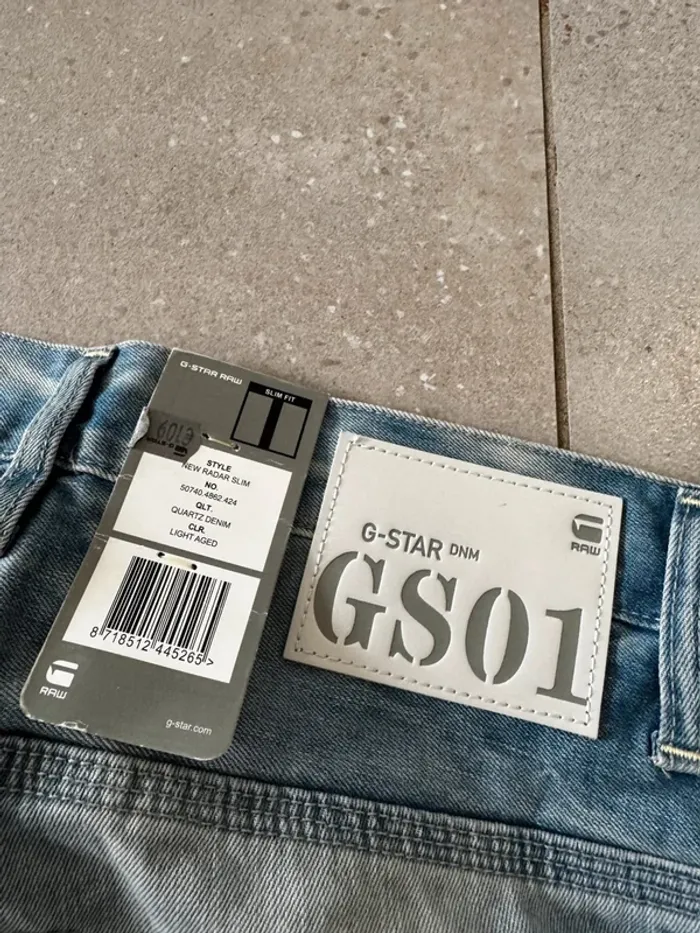 G-STAR RAW
SLIM FIT
STYLE
NEW RADAR SLIM
NO.
50740.4862.424
QLT.
QUARTZ DENIM
CLR.
LIGHT AGED
8 718512 445265 >
RAW
g-star.com
RAW
G-STAR DNM
GS01